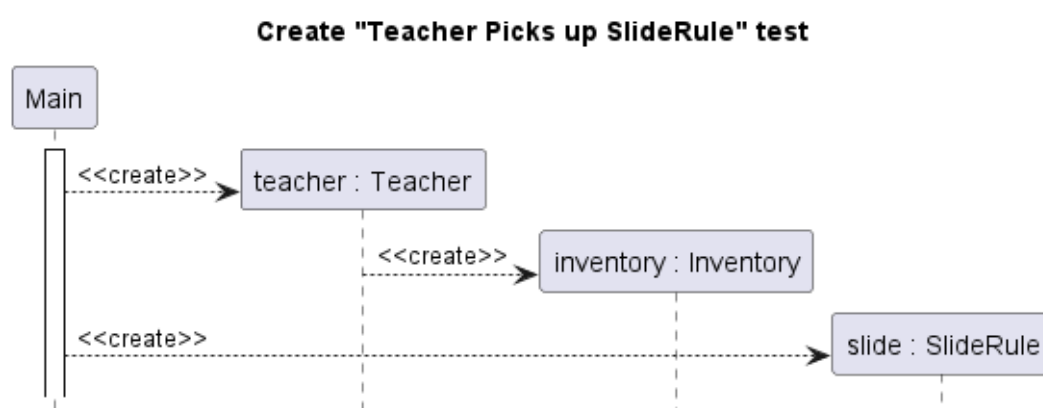 Create "Teacher Picks up SlideRule" test
Main
<<create>>
teacher : Teacher
<<create>>
inventory : Inventory
<<create>>
slide : SlideRule